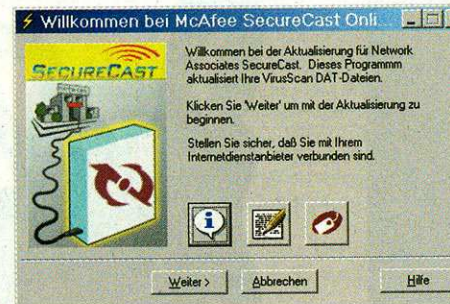 Willkommen bei McAfee SecureCast Onli...
SECURECAST
Willkommen bei der Aktualisierung für Network
Associates SecureCast. Dieses Programmm
aktualisiert Ihre VirusScan DAT-Dateien.
Klicken Sie 'Weiter' um mit der Aktualisierung zu
beginnen.
Stellen Sie sicher, daß Sie mit Ihrem
Internetdienstanbieter verbunden sind.
Weiter >
Abbrechen
Hilfe